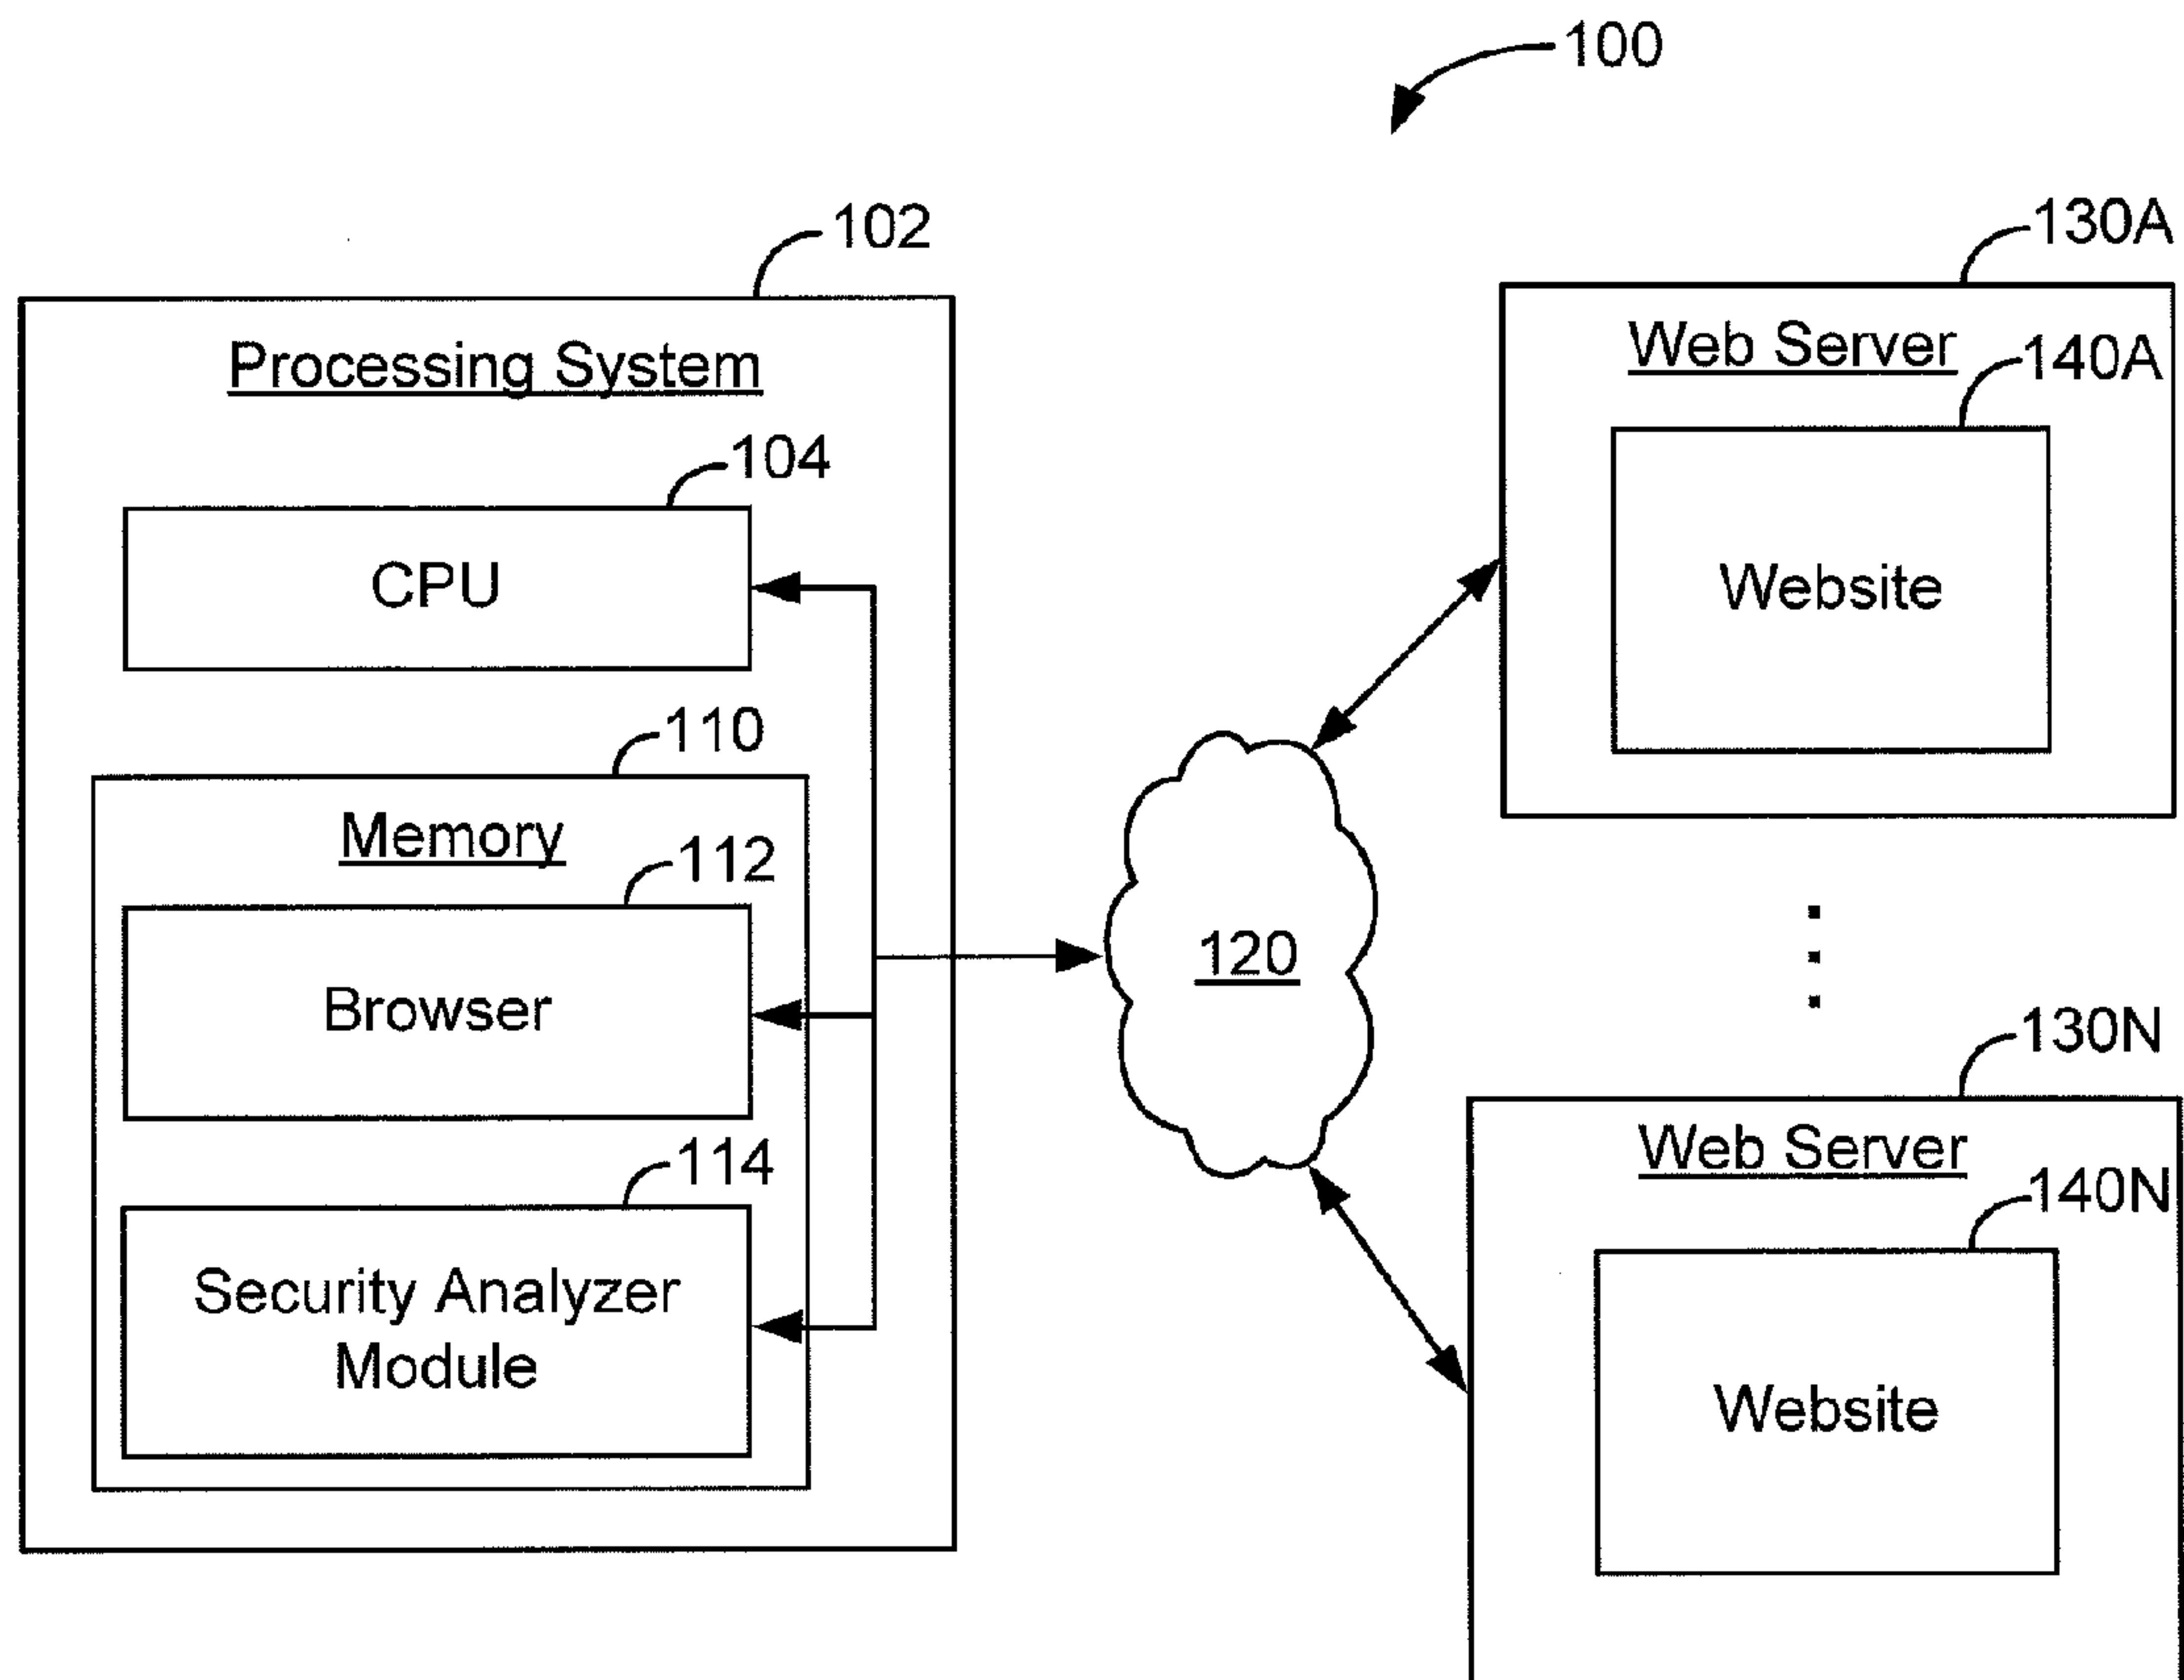 100
102
Processing System
104
CPU
110
Memory
112
Browser
114
Security Analyzer
Module
120
130A
Web Server
140A
Website
130N
Web Server
140N
Website